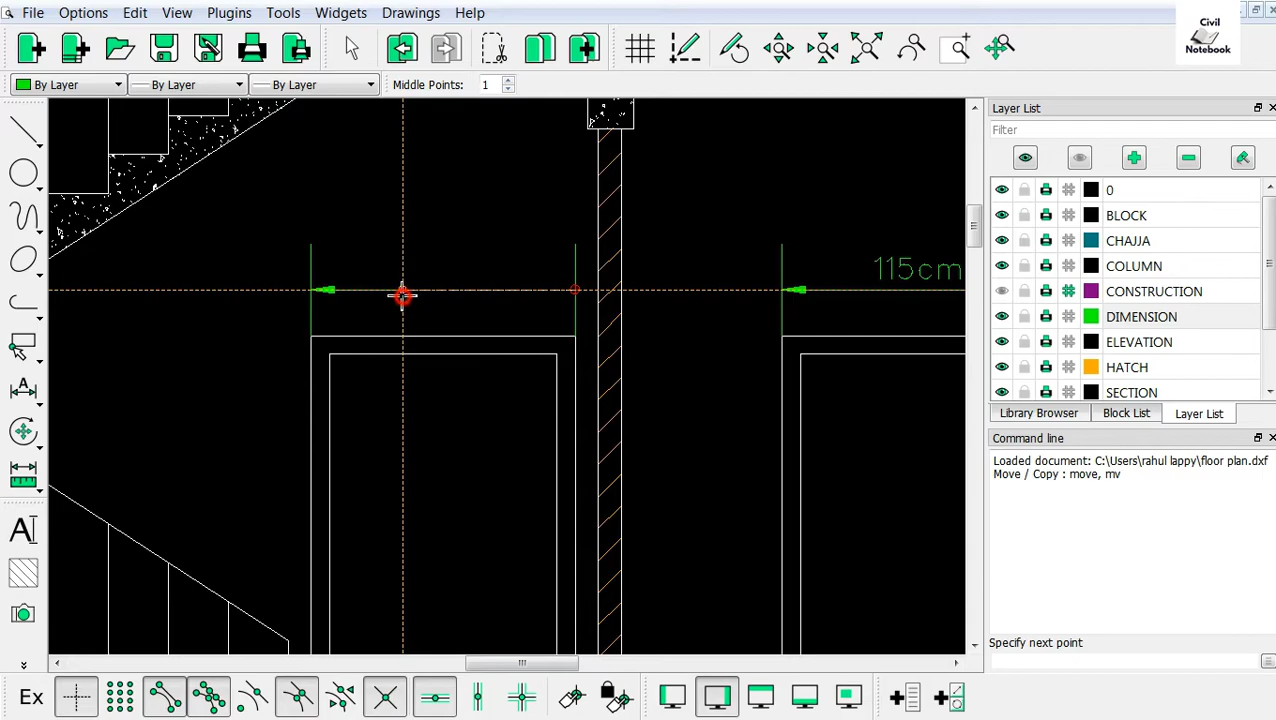 File Options Edit View Plugins Tools Widgets Drawings Help
Civil
Notebook
By Layer By Layer By Layer Middle Points: 1
Layer List
Filter
0
BLOCK
CHAJJA
COLUMN
CONSTRUCTION
DIMENSION
ELEVATION
HATCH
SECTION
Library Browser Block List Layer List
Command line
Loaded document: C:\Users\rahul lappy\floor plan.dxf
Move / Copy : move, mv
Specify next point
115cm
A
A
Ex